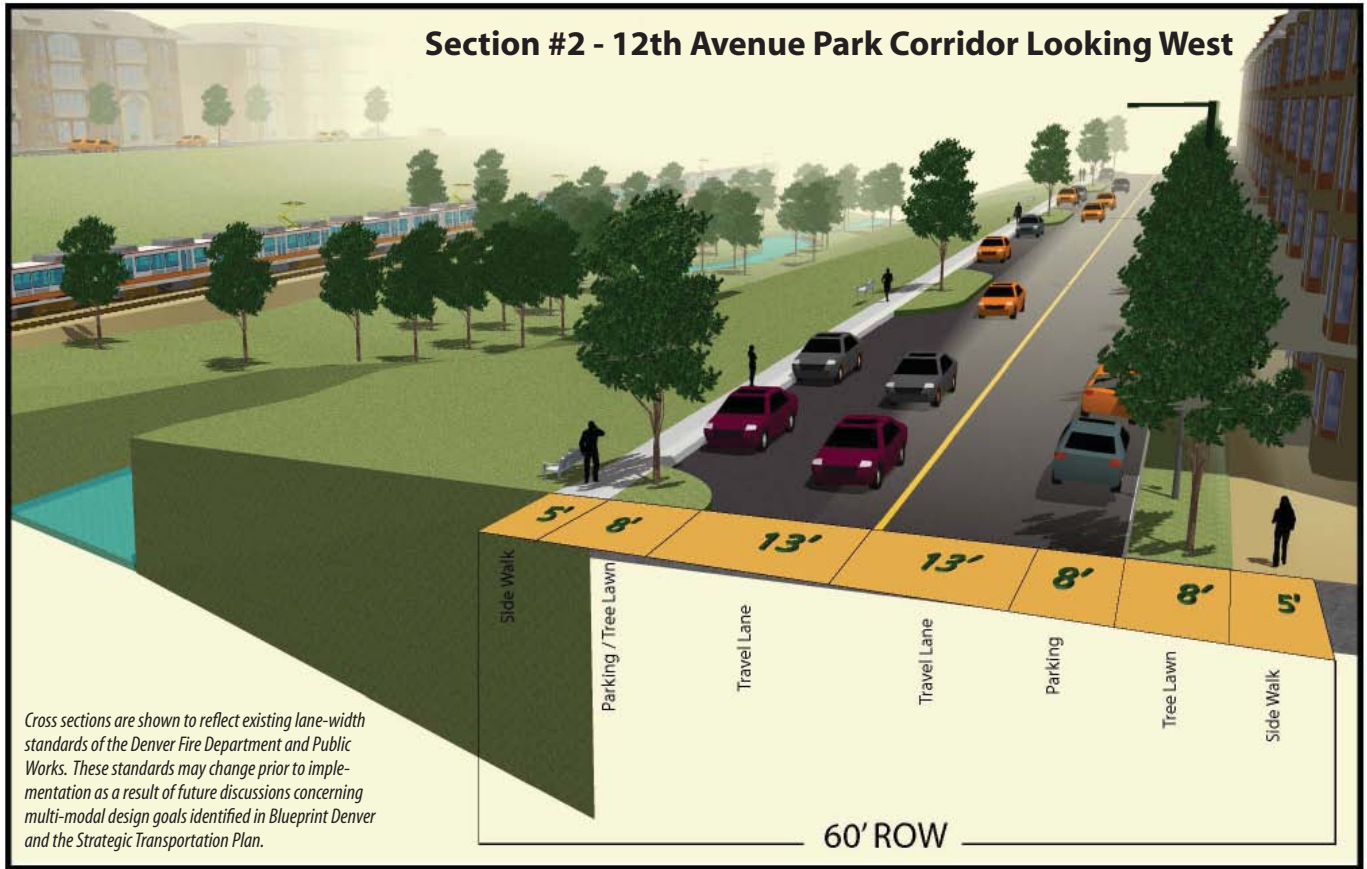 Section #2 - 12th Avenue Park Corridor Looking West
5'
8'
13'
13'
8'
8'
5'
Side Walk
Parking / Tree Lawn
Travel Lane
Travel Lane
Parking
Tree Lawn
Side Walk
Cross sections are shown to reflect existing lane-width
standards of the Denver Fire Department and Public
Works. These standards may change prior to imple-
mentation as a result of future discussions concerning
multi-modal design goals identified in Blueprint Denver
and the Strategic Transportation Plan.
60' ROW